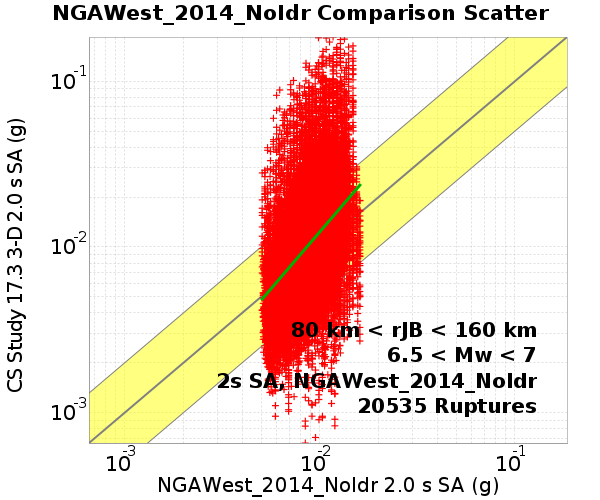 NGAWest_2014_NoIdr Comparison Scatter
CS Study 17.3 3-D 2.0 s SA (g)
10-1
10-2
10-3
80 km < rJB < 160 km
6.5 < Mw < 7
2s SA, NGAWest_2014_NoIdr
20535 Ruptures
10-3 10-2 10-1
NGAWest_2014_NoIdr 2.0 s SA (g)